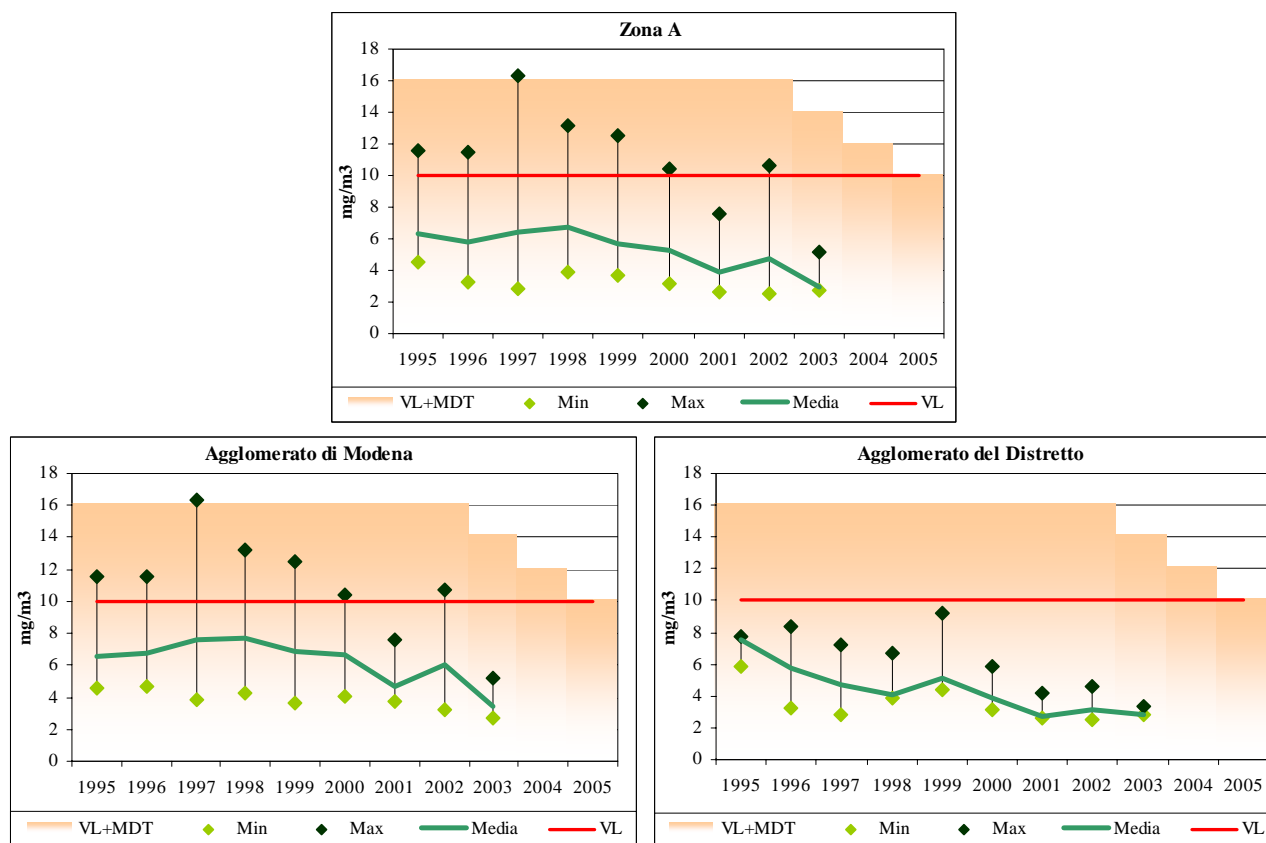 Zona A
18
16
14
12
10
8
6
4
2
0
mg/m3
1995 1996 1997 1998 1999 2000 2001 2002 2003 2004 2005
VL+MDT Min Max Media VL
Agglomerato di Modena
18
16
14
12
10
8
6
4
2
0
mg/m3
1995 1996 1997 1998 1999 2000 2001 2002 2003 2004 2005
VL+MDT Min Max Media VL
Agglomerato del Distretto
18
16
14
12
10
8
6
4
2
0
mg/m3
1995 1996 1997 1998 1999 2000 2001 2002 2003 2004 2005
VL+MDT Min Max Media VL